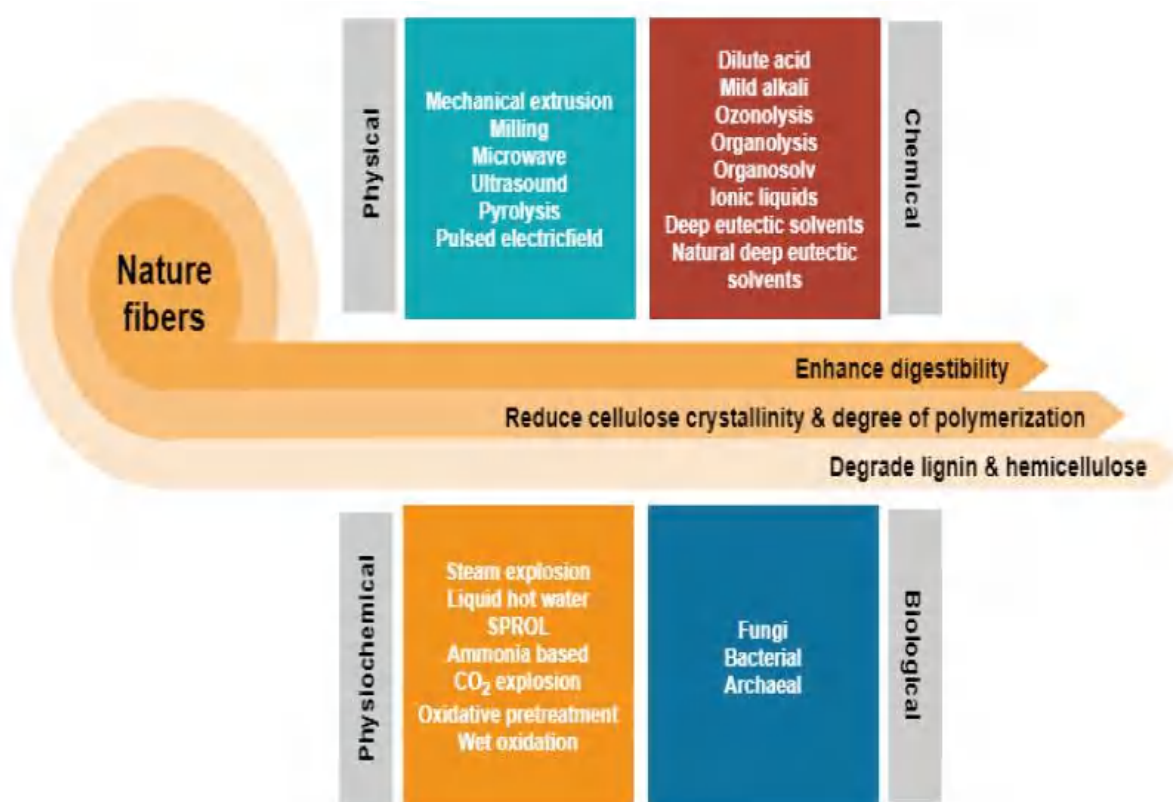 Physical
Mechanical extrusion
Milling
Microwave
Ultrasound
Pyrolysis
Pulsed electricfield
Dilute acid
Mild alkali
Ozonolysis
Organolysis
Organosolv
Ionic liquids
Deep eutectic solvents
Natural deep eutectic
solvents
Chemical
Nature
fibers
Enhance digestibility
Reduce cellulose crystallinity & degree of polymerization
Degrade lignin & hemicellulose
Physiochemical
Steam explosion
Liquid hot water
SPROL
Ammonia based
CO₂ explosion
Oxidative pretreatment
Wet oxidation
Fungi
Bacterial
Archaeal
Biological